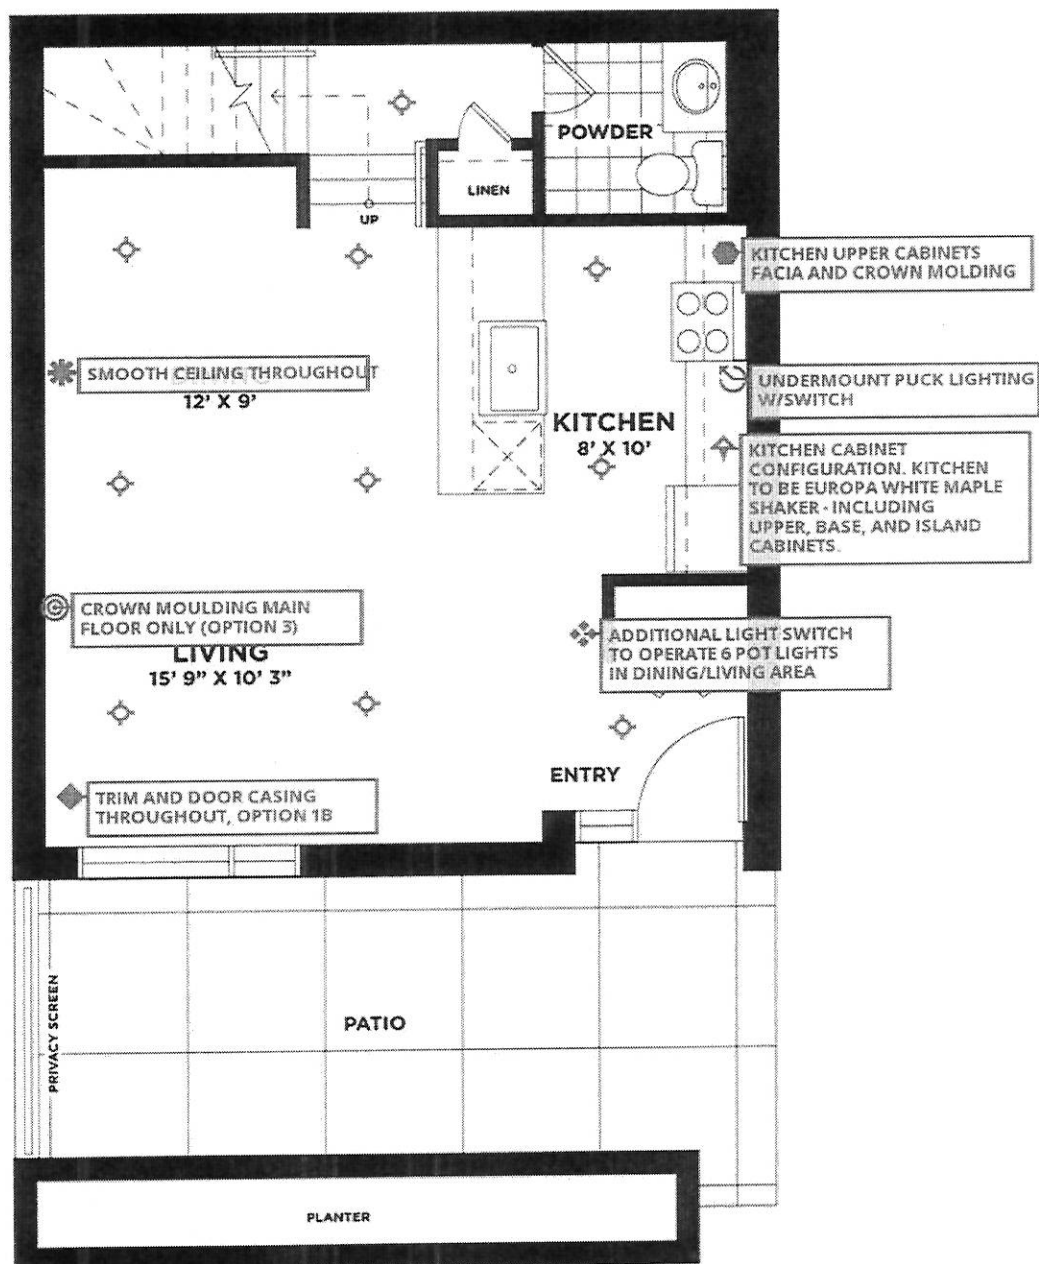 POWDER
LINEN
UP
KITCHEN UPPER CABINETS
FACIA AND CROWN MOLDING
SMOOTH CEILING THROUGHOUT
12' X 9'
UNDERMOUNT PUCK LIGHTING
W/SWITCH
KITCHEN
8' X 10'
KITCHEN CABINET
CONFIGURATION. KITCHEN
TO BE EUROPA WHITE MAPLE
SHAKER - INCLUDING
UPPER, BASE, AND ISLAND
CABINETS.
CROWN MOULDING MAIN
FLOOR ONLY (OPTION 3)
LIVING
15' 9" X 10' 3"
ADDITIONAL LIGHT SWITCH
TO OPERATE 6 POT LIGHTS
IN DINING/LIVING AREA
ENTRY
TRIM AND DOOR CASING
THROUGHOUT, OPTION 1B
PRIVACY SCREEN
PATIO
PLANTER